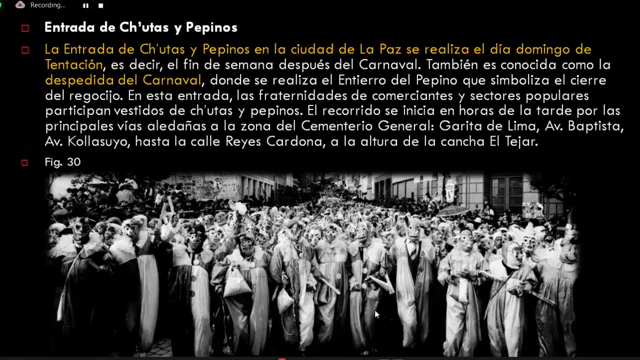 Recording...
Entrada de Ch'utas y Pepinos
La Entrada de Ch'utas y Pepinos en la ciudad de La Paz se realiza el día domingo de
Tentación, es decir, el fin de semana después del Carnaval. También es conocida como la
despedida del Carnaval, donde se realiza el Entierro del Pepino que simboliza el cierre
del regocijo. En esta entrada, las fraternidades de comerciantes y sectores populares
participan vestidos de ch'utas y pepinos. El recorrido se inicia en horas de la tarde por las
principales vías aledañas a la zona del Cementerio General: Garita de Lima, Av. Baptista,
Av. Kollasuyo, hasta la calle Reyes Cardona, a la altura de la cancha El Tejar.
Fig. 30